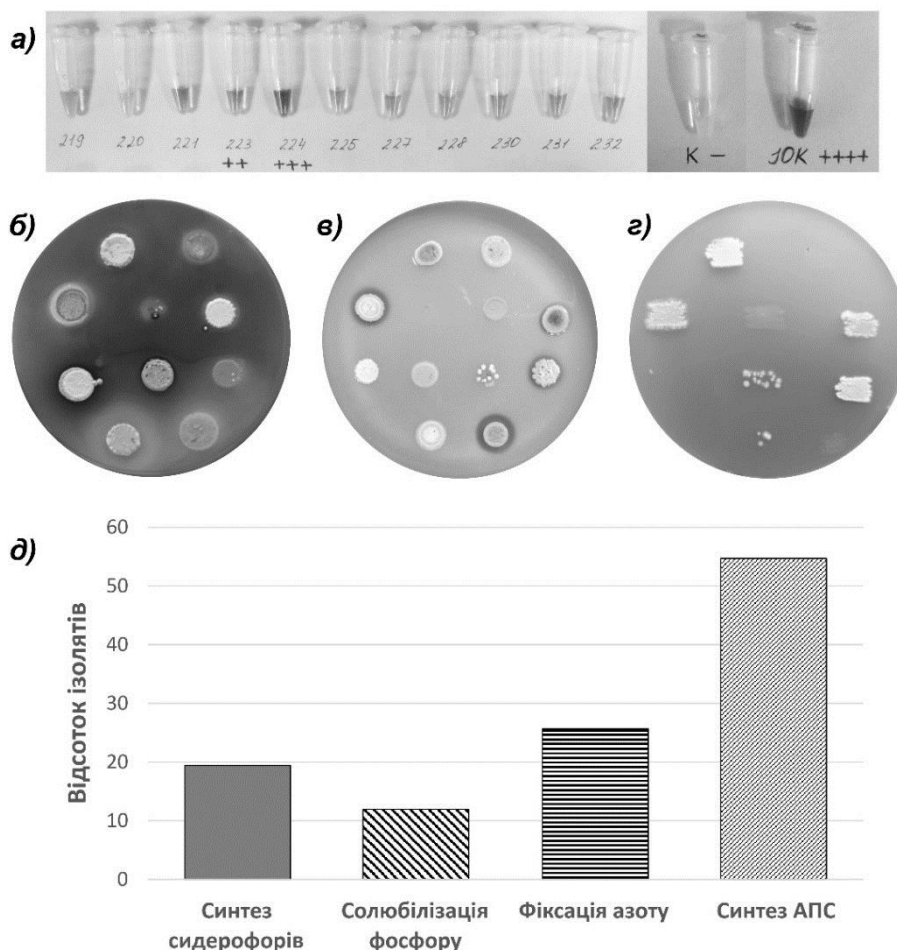 а)
219 220 221 223 224 225 227 228 230 231 232 К - ЮК ++++
++ +++
б) в) г)
д)
Відсоток ізолятів
60
50
40
30
20
10
0
Синтез сидерофорів
Солюбілізація фосфору
Фіксація азоту
Синтез АПС